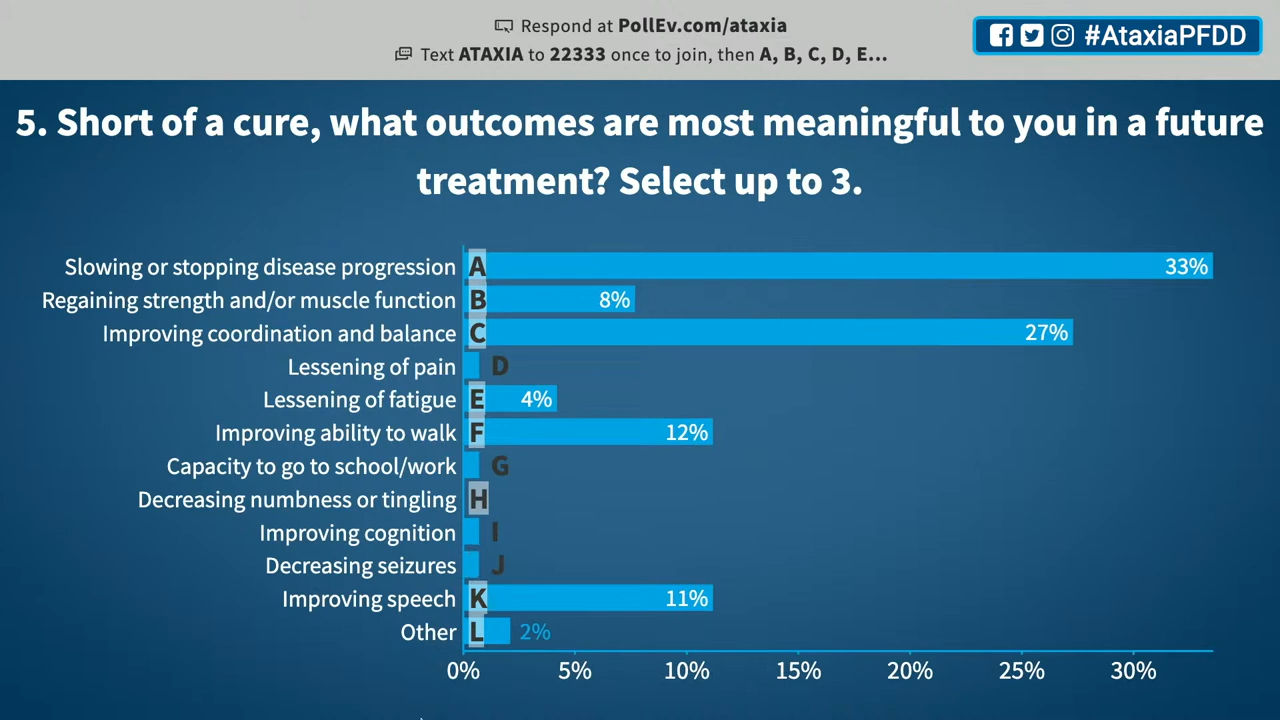 Respond at PollEv.com/ataxia
Text ATAXIA to 22333 once to join, then A, B, C, D, E...
#AtaxiaPFDD
5. Short of a cure, what outcomes are most meaningful to you in a future
treatment? Select up to 3.
Slowing or stopping disease progression A 33%
Regaining strength and/or muscle function B 8%
Improving coordination and balance C 27%
Lessening of pain D
Lessening of fatigue E 4%
Improving ability to walk F 12%
Capacity to go to school/work G
Decreasing numbness or tingling H
Improving cognition I
Decreasing seizures J
Improving speech K 11%
Other L 2%
0% 5% 10% 15% 20% 25% 30%